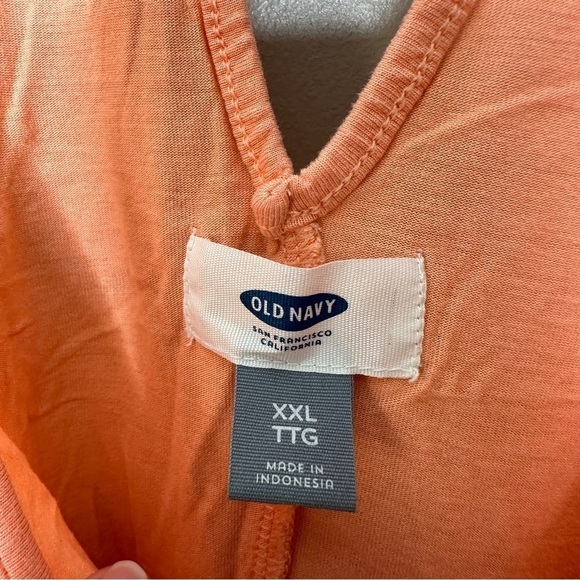 OLD NAVY
SAN FRANCISCO
CALIFORNIA
XXL
TTG
MADE IN
INDONESIA